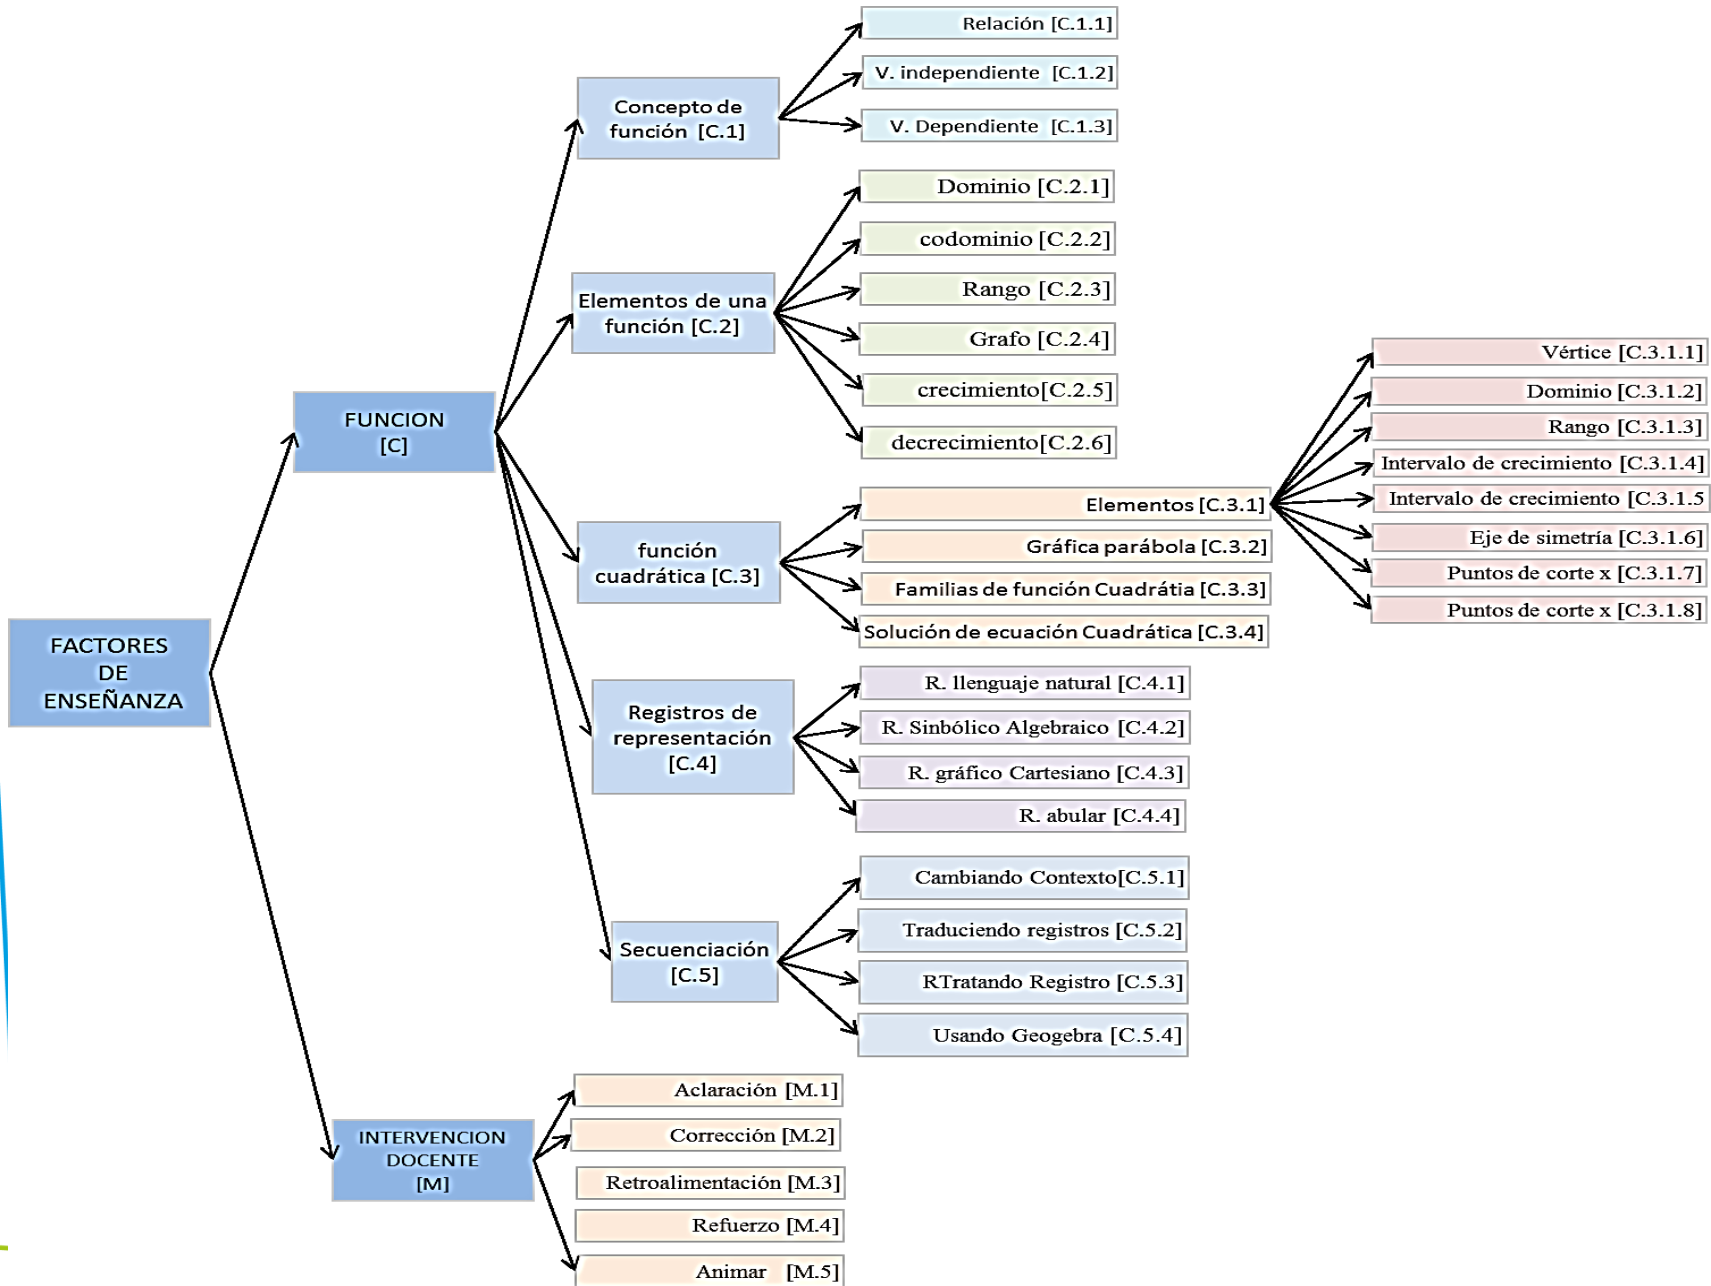 FACTORES
DE
ENSEÑANZA
FUNCION
[C]
Concepto de
función [C.1]
Relación [C.1.1]
V. independiente [C.1.2]
V. Dependiente [C.1.3]
Elementos de una
función [C.2]
Dominio [C.2.1]
codominio [C.2.2]
Rango [C.2.3]
Grafo [C.2.4]
crecimiento[C.2.5]
decrecimiento[C.2.6]
función
cuadrática [C.3]
Elementos [C.3.1]
Vértice [C.3.1.1]
Dominio [C.3.1.2]
Rango [C.3.1.3]
Intervalo de crecimiento [C.3.1.4]
Intervalo de crecimiento [C.3.1.5
Eje de simetría [C.3.1.6]
Puntos de corte x [C.3.1.7]
Puntos de corte x [C.3.1.8]
Gráfica parábola [C.3.2]
Familias de función Cuadrátia [C.3.3]
Solución de ecuación Cuadrática [C.3.4]
Registros de
representación
[C.4]
R. llenguaje natural [C.4.1]
R. Sinbólico Algebraico [C.4.2]
R. gráfico Cartesiano [C.4.3]
R. abular [C.4.4]
Secuenciación
[C.5]
Cambiando Contexto[C.5.1]
Traduciendo registros [C.5.2]
RTratando Registro [C.5.3]
Usando Geogebra [C.5.4]
INTERVENCION
DOCENTE
[M]
Aclaración [M.1]
Corrección [M.2]
Retroalimentación [M.3]
Refuerzo [M.4]
Animar [M.5]